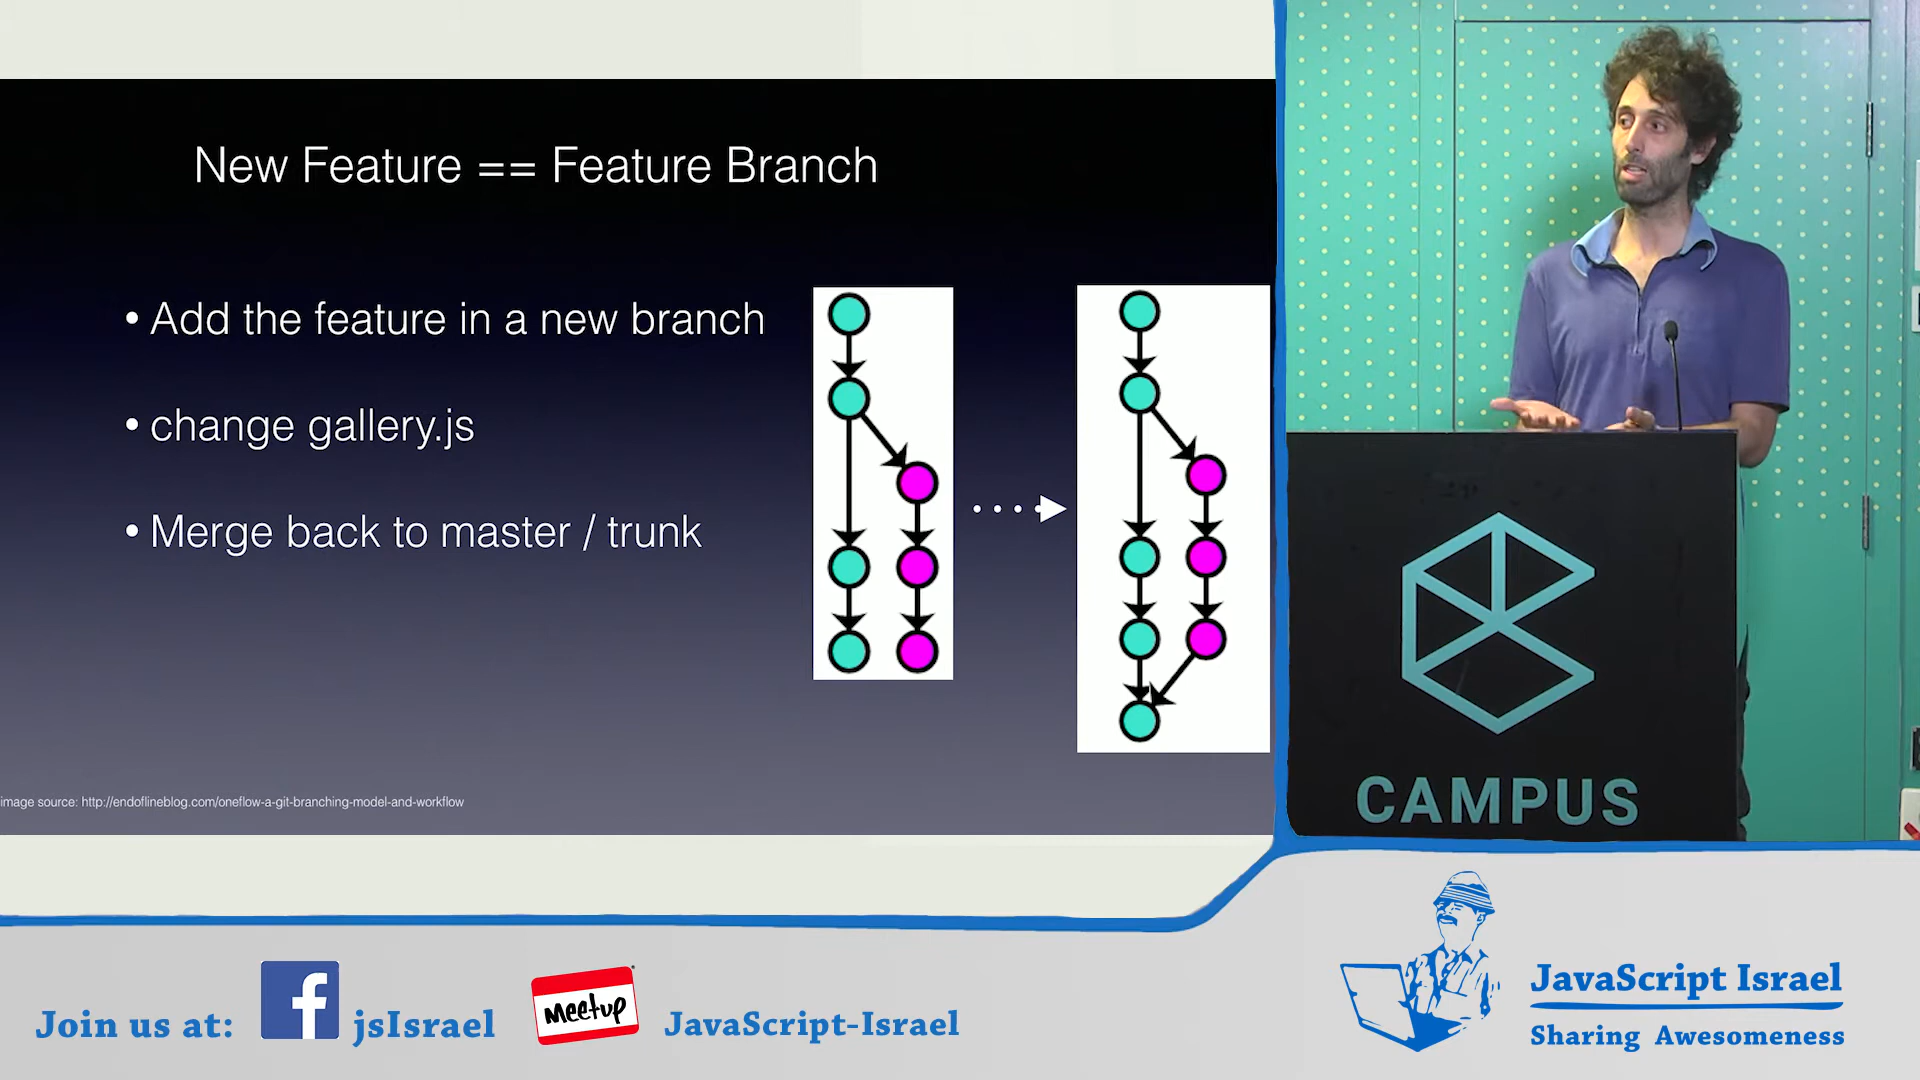 New Feature == Feature Branch
• Add the feature in a new branch
• change gallery.js
• Merge back to master / trunk
image source: http://endoflineblog.com/oneflow-a-git-branching-model-and-workflow
CAMPUS
Join us at:
f
jsIsrael
Meetup
JavaScript-Israel
JavaScript Israel
Sharing Awesomeness